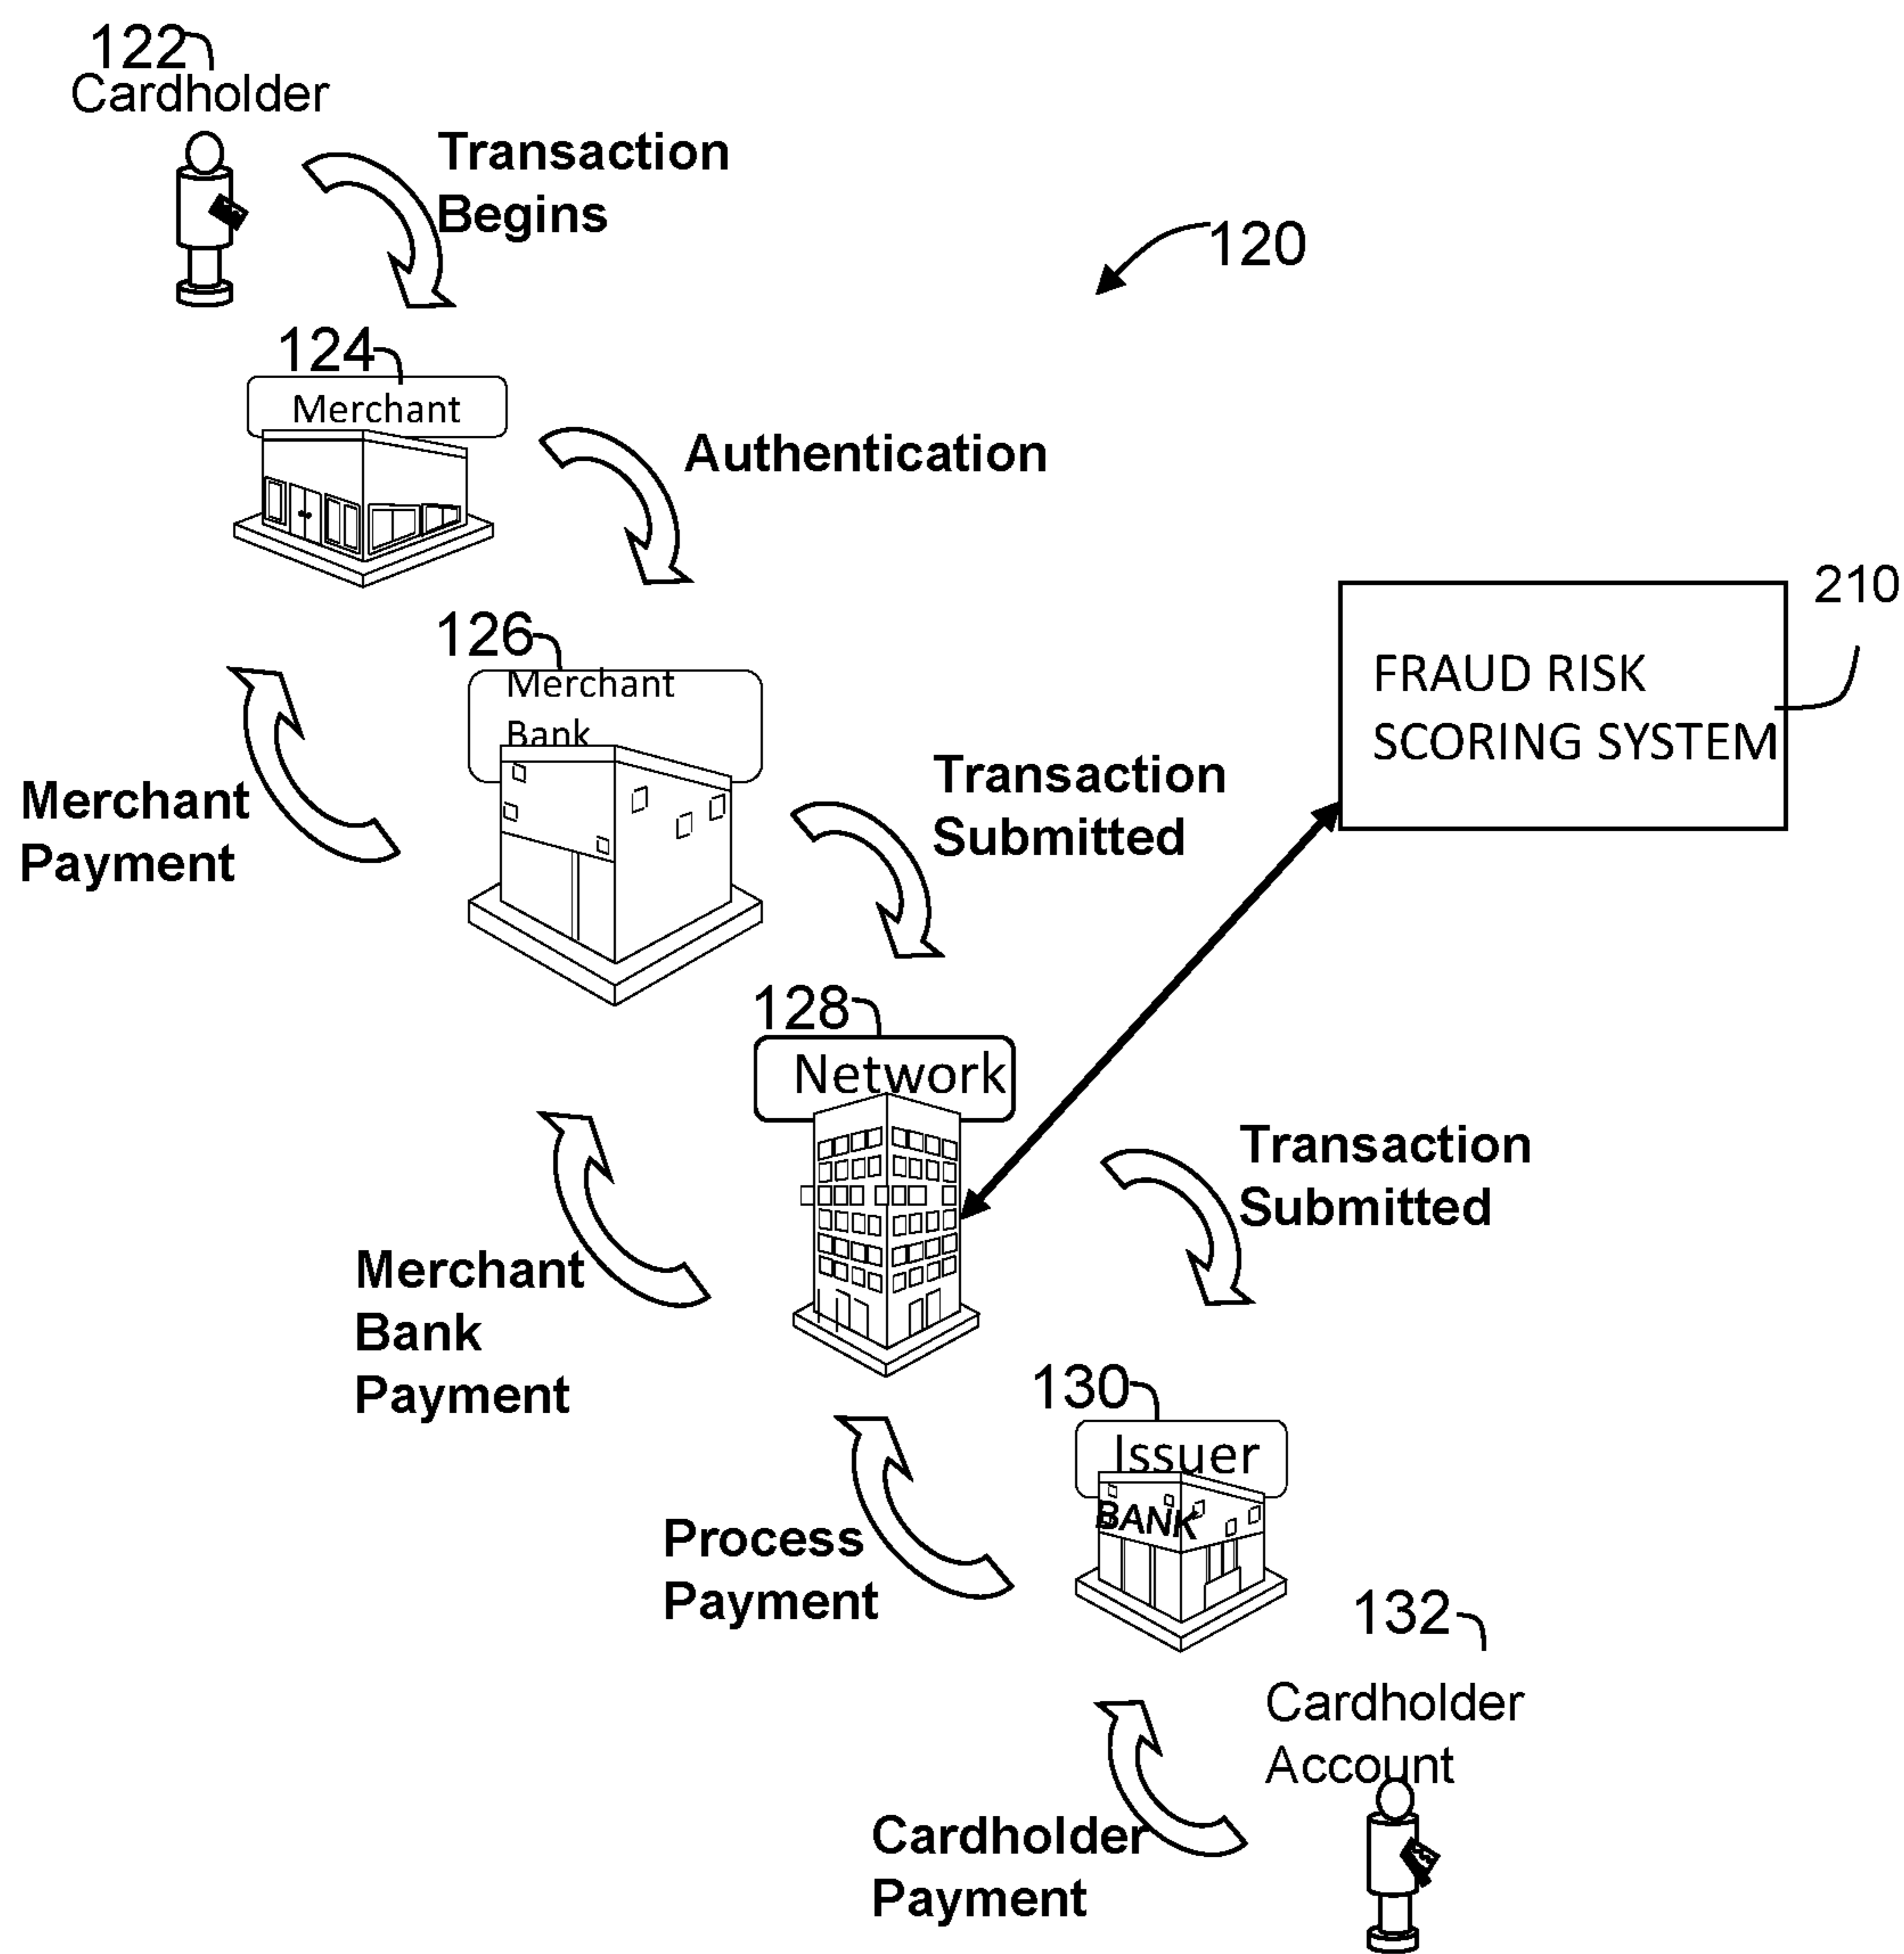 122
Cardholder
Transaction
Begins
120
124
Merchant
Authentication
210
FRAUD RISK
SCORING SYSTEM
126
Merchant
Bank
Merchant
Payment
Transaction
Submitted
128
Network
Transaction
Submitted
Merchant
Bank
Payment
130
Issuer
BANK
Process
Payment
132
Cardholder
Account
Cardholder
Payment